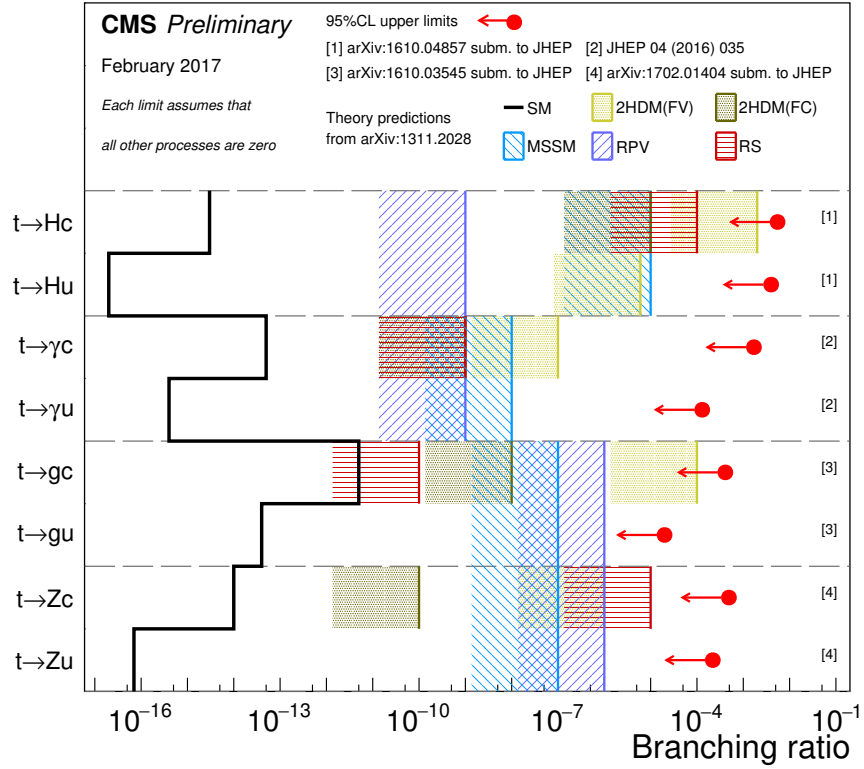 CMS Preliminary
February 2017
Each limit assumes that
all other processes are zero
95%CL upper limits
[1] arXiv:1610.04857 subm. to JHEP [2] JHEP 04 (2016) 035
[3] arXiv:1610.03545 subm. to JHEP [4] arXiv:1702.01404 subm. to JHEP
Theory predictions
from arXiv:1311.2028
SM 2HDM(FV) 2HDM(FC)
MSSM RPV RS
t→Hc [1]
t→Hu [1]
t→γc [2]
t→γu [2]
t→gc [3]
t→gu [3]
t→Zc [4]
t→Zu [4]
10⁻¹⁶ 10⁻¹³ 10⁻¹⁰ 10⁻⁷ 10⁻⁴ 10⁻¹
Branching ratio